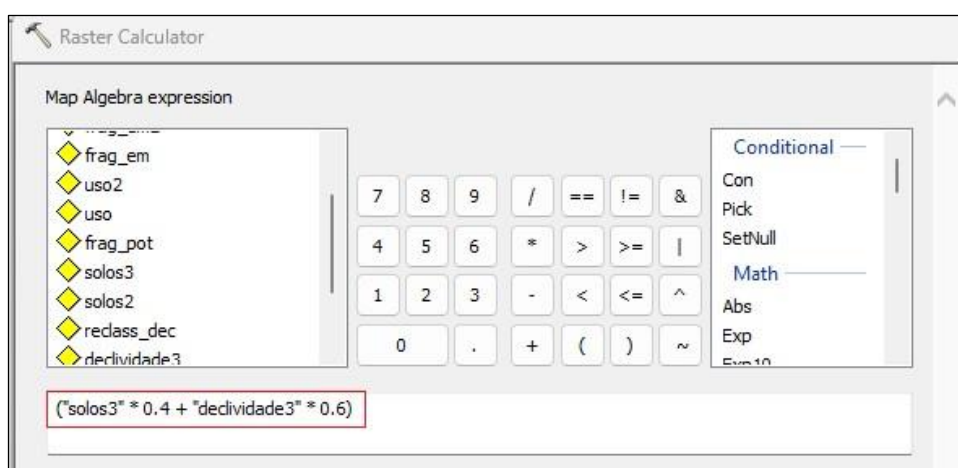 Raster Calculator
Map Algebra expression
frag_em
uso2
uso
frag_pot
solos3
solos2
reclass_dec
declividade3
7 8 9 / == != &
4 5 6 * > >= |
1 2 3 - < <= ^
0 . + ( ) ~
Conditional
Con
Pick
SetNull
Math
Abs
Exp
Exp10
("solos3" * 0.4 + "declividade3" * 0.6)